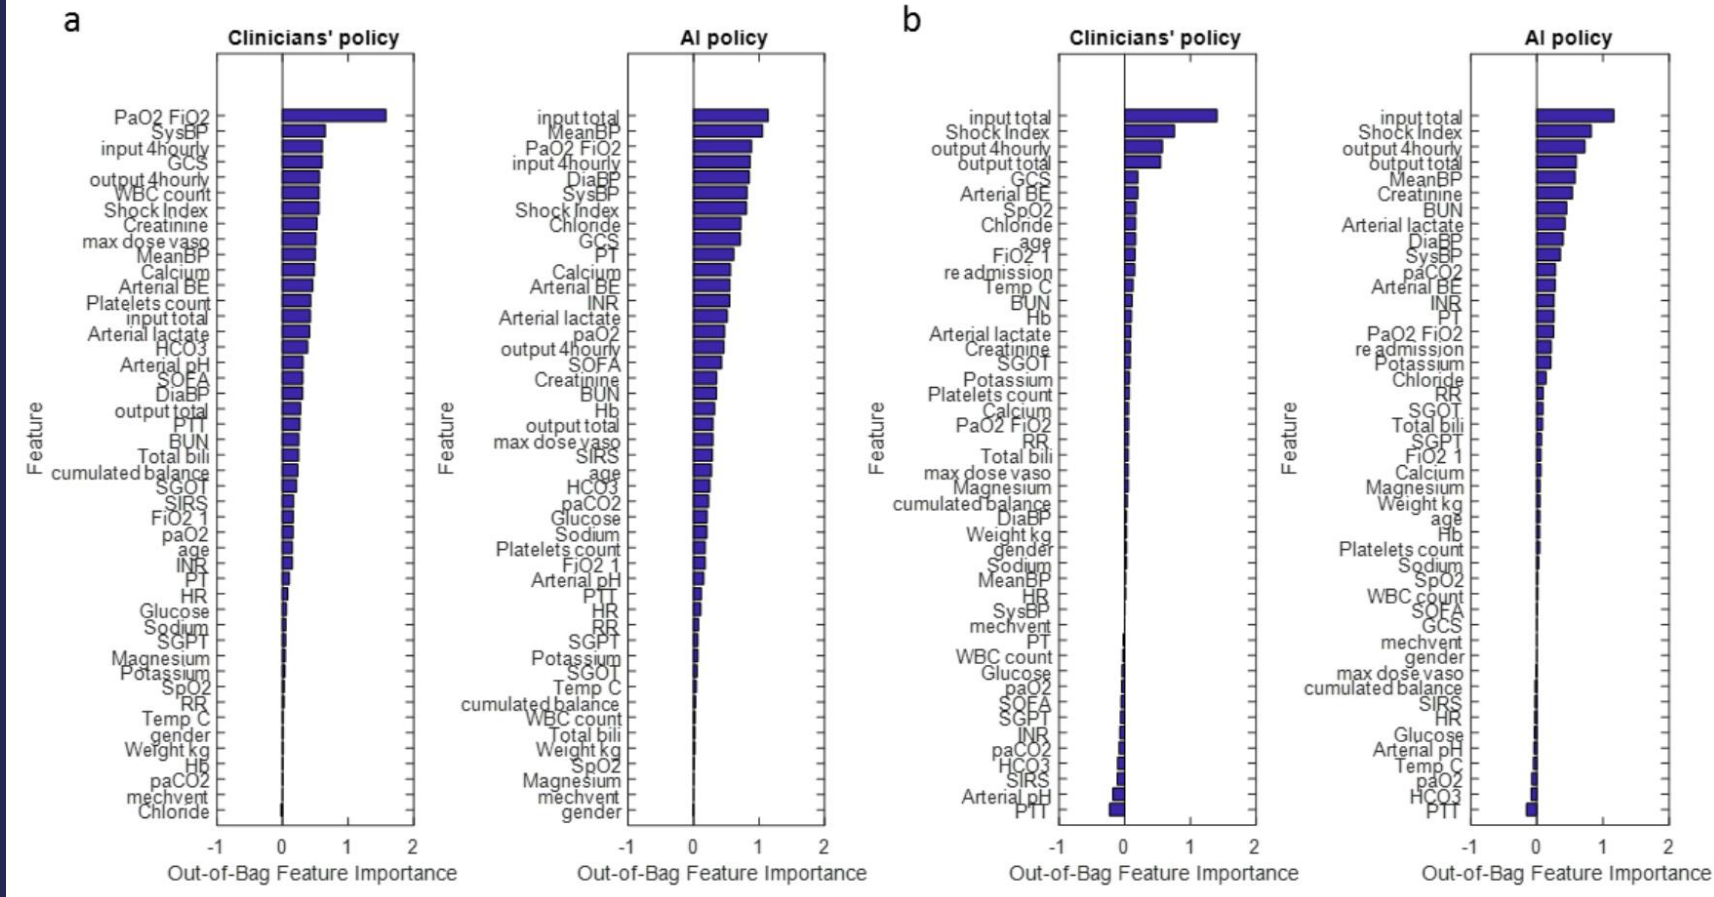 a
Clinicians' policy
Feature
PaO2 FiO2
SysBP
input 4hourly
GCS
output 4hourly
WBC count
Shock Index
Creatinine
max dose vaso
MeanBP
Calcium
Arterial BE
Platelets count
input total
Arterial lactate
HCO3
Arterial pH
SOFA
DiaBP
output total
PTT
BUN
Total bili
cumulated balance
SGOT
SIRS
FiO2 1
paO2
age
INR
PT
HR
Glucose
Sodium
SGPT
Magnesium
Potassium
SpO2
RR
Temp C
gender
Weight kg
Hb
paCO2
mechvent
Chloride
-1 0 1 2
Out-of-Bag Feature Importance
AI policy
Feature
input total
MeanBP
PaO2 FiO2
input 4hourly
DiaBP
SysBP
Shock Index
Chloride
GCS
PT
Calcium
Arterial BE
INR
Arterial lactate
paO2
output 4hourly
SOFA
Creatinine
BUN
Hb
output total
max dose vaso
SIRS
age
HCO3
paCO2
Glucose
Sodium
Platelets count
FiO2 1
Arterial pH
PTT
HR
RR
SGPT
Potassium
SGOT
Temp C
cumulated balance
WBC count
Total bili
Weight kg
SpO2
Magnesium
mechvent
gender
-1 0 1 2
Out-of-Bag Feature Importance
b
Clinicians' policy
Feature
input total
Shock Index
output 4hourly
output total
GCS
Arterial BE
SpO2
Chloride
age
FiO2 1
re admission
Temp C
BUN
Hb
Arterial lactate
Creatinine
SGOT
Potassium
Platelets count
Calcium
PaO2 FiO2
RR
Total bili
max dose vaso
Magnesium
cumulated balance
DiaBP
Weight kg
gender
Sodium
MeanBP
HR
SysBP
mechvent
PT
WBC count
Glucose
paO2
SOFA
SGPT
INR
paCO2
HCO3
SIRS
Arterial pH
PTT
-1 0 1 2
Out-of-Bag Feature Importance
AI policy
Feature
input total
Shock Index
output 4hourly
output total
MeanBP
Creatinine
BUN
Arterial lactate
DiaBP
SysBP
paCO2
Arterial BE
INR
PT
PaO2 FiO2
re admission
Potassium
Chloride
RR
SGOT
Total bili
SGPT
FiO2 1
Calcium
Magnesium
Weight kg
age
Hb
Platelets count
Sodium
SpO2
WBC count
SOFA
GCS
mechvent
gender
max dose vaso
cumulated balance
SIRS
HR
Glucose
Arterial pH
Temp C
paO2
HCO3
PTT
-1 0 1 2
Out-of-Bag Feature Importance